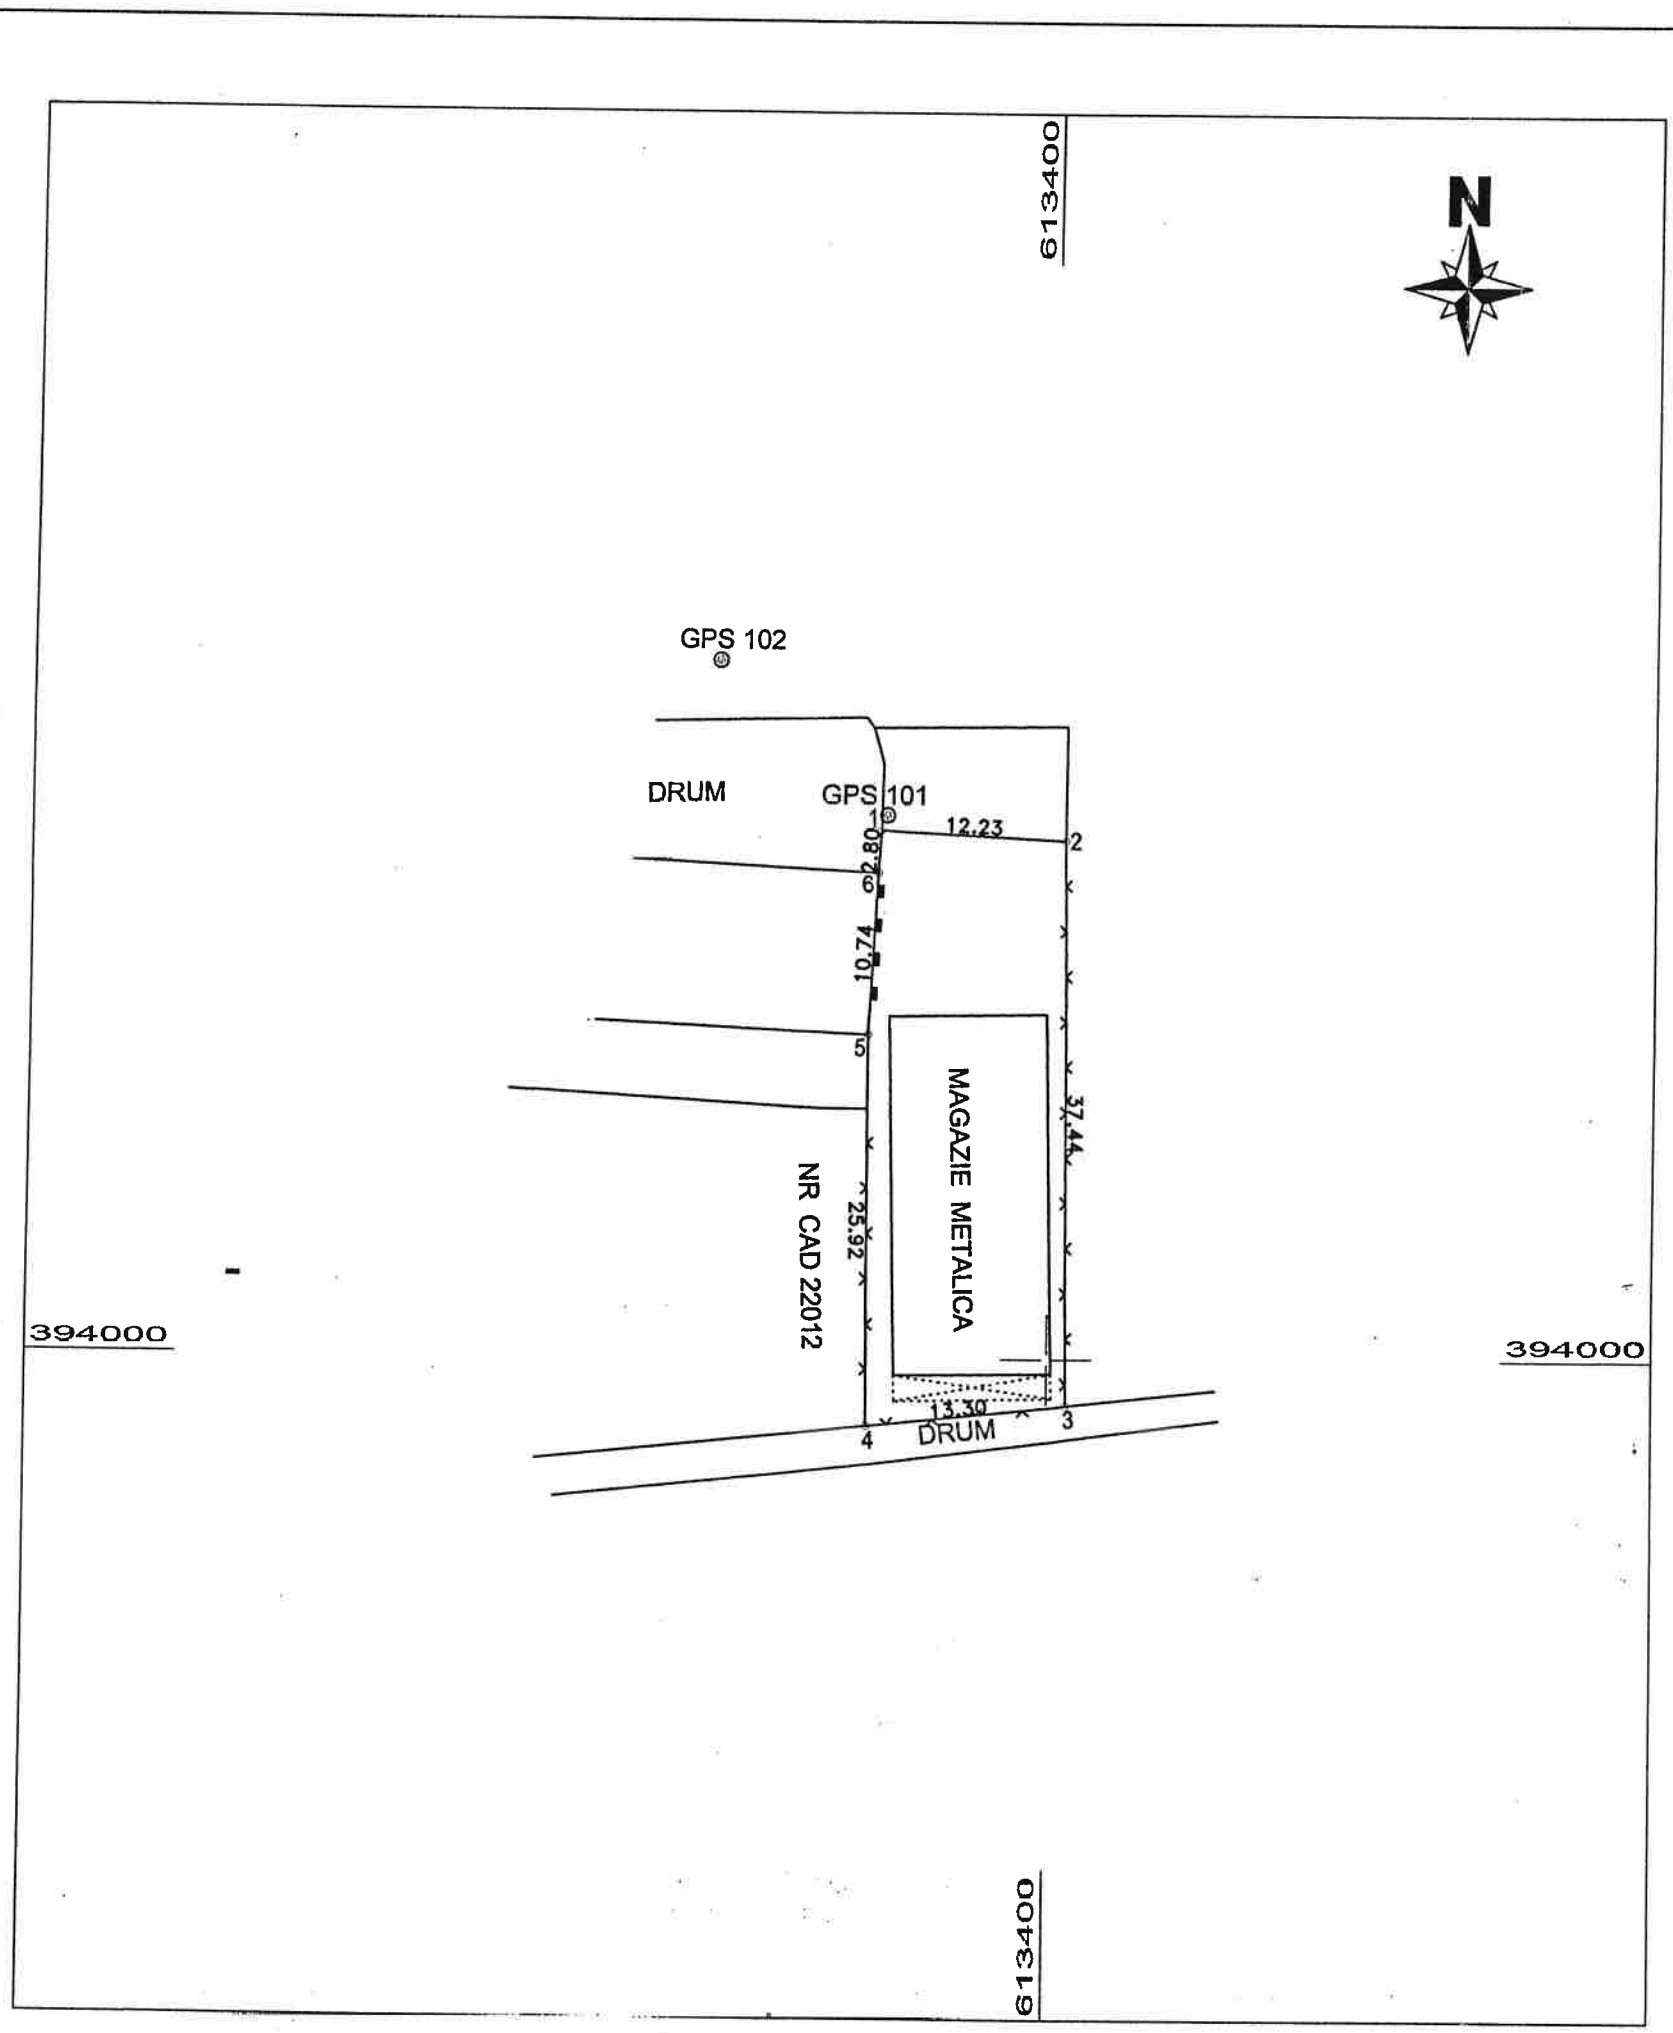 613400
N
GPS 102
DRUM
GPS 101
1
12.23
2
2.80
6
10.74
5
37.44
MAGAZIE METALICA
NR CAD 22012
25.92
394000
394000
13.30
3
4
DRUM
613400